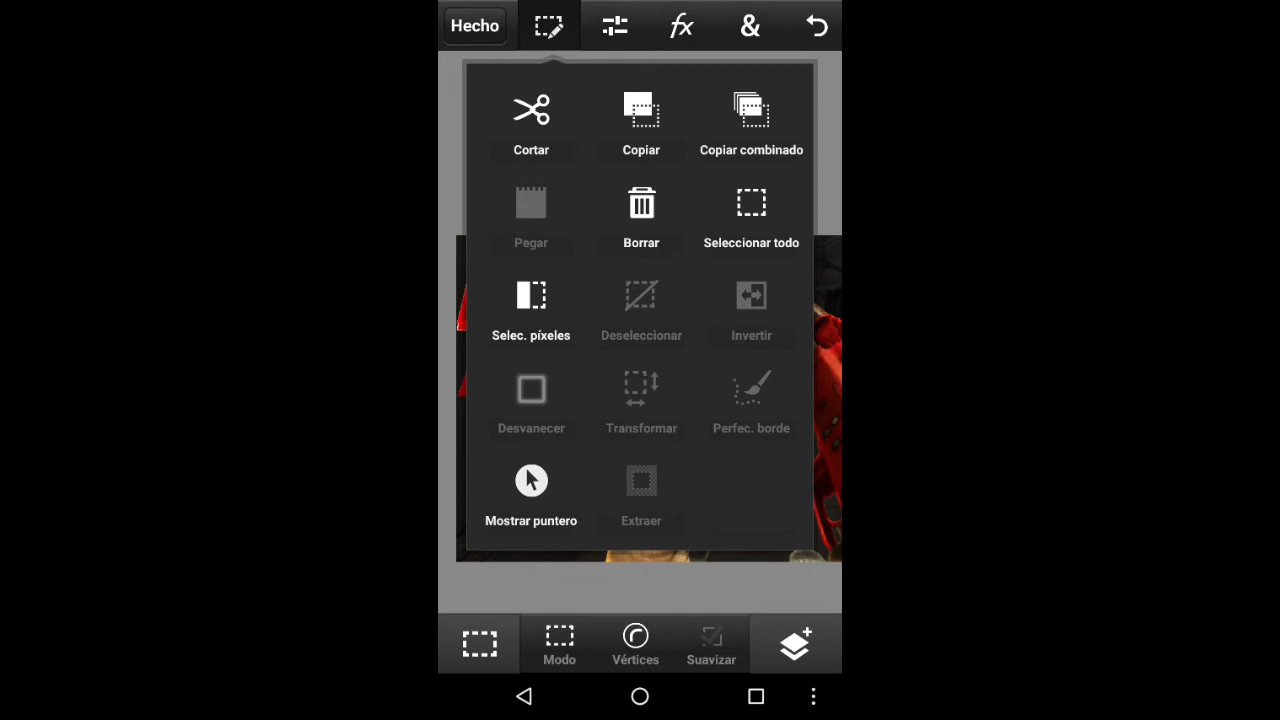 Hecho
&
Cortar
Copiar
Copiar combinado
Pegar
Borrar
Seleccionar todo
Selec. píxeles
Deseleccionar
Invertir
Desvanecer
Transformar
Perfec. borde
Mostrar puntero
Extraer
Modo
Vértices
Suavizar